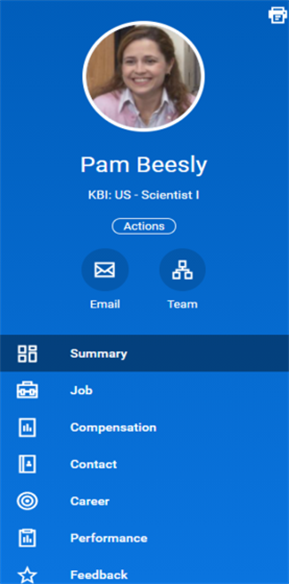 Pam Beesly
KBI: US - Scientist I
Actions
Email Team
Summary
Job
Compensation
Contact
Career
Performance
Feedback